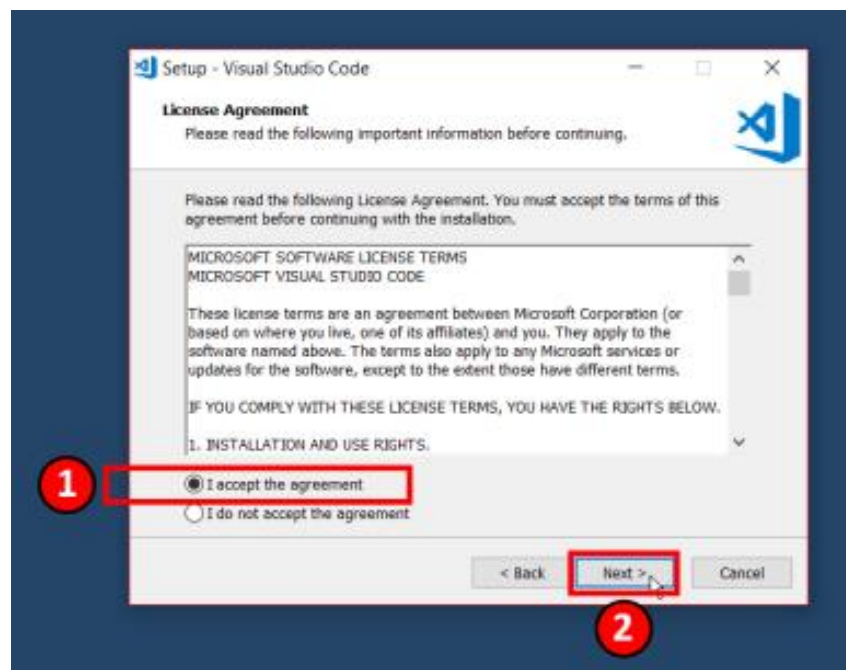 Setup - Visual Studio Code
License Agreement
Please read the following important information before continuing.
Please read the following License Agreement. You must accept the terms of this
agreement before continuing with the installation.
MICROSOFT SOFTWARE LICENSE TERMS
MICROSOFT VISUAL STUDIO CODE
These license terms are an agreement between Microsoft Corporation (or
based on where you live, one of its affiliates) and you. They apply to the
software named above. The terms also apply to any Microsoft services or
updates for the software, except to the extent those have different terms.
IF YOU COMPLY WITH THESE LICENSE TERMS, YOU HAVE THE RIGHTS BELOW.
1. INSTALLATION AND USE RIGHTS.
1 I accept the agreement
I do not accept the agreement
< Back Next > Cancel
2